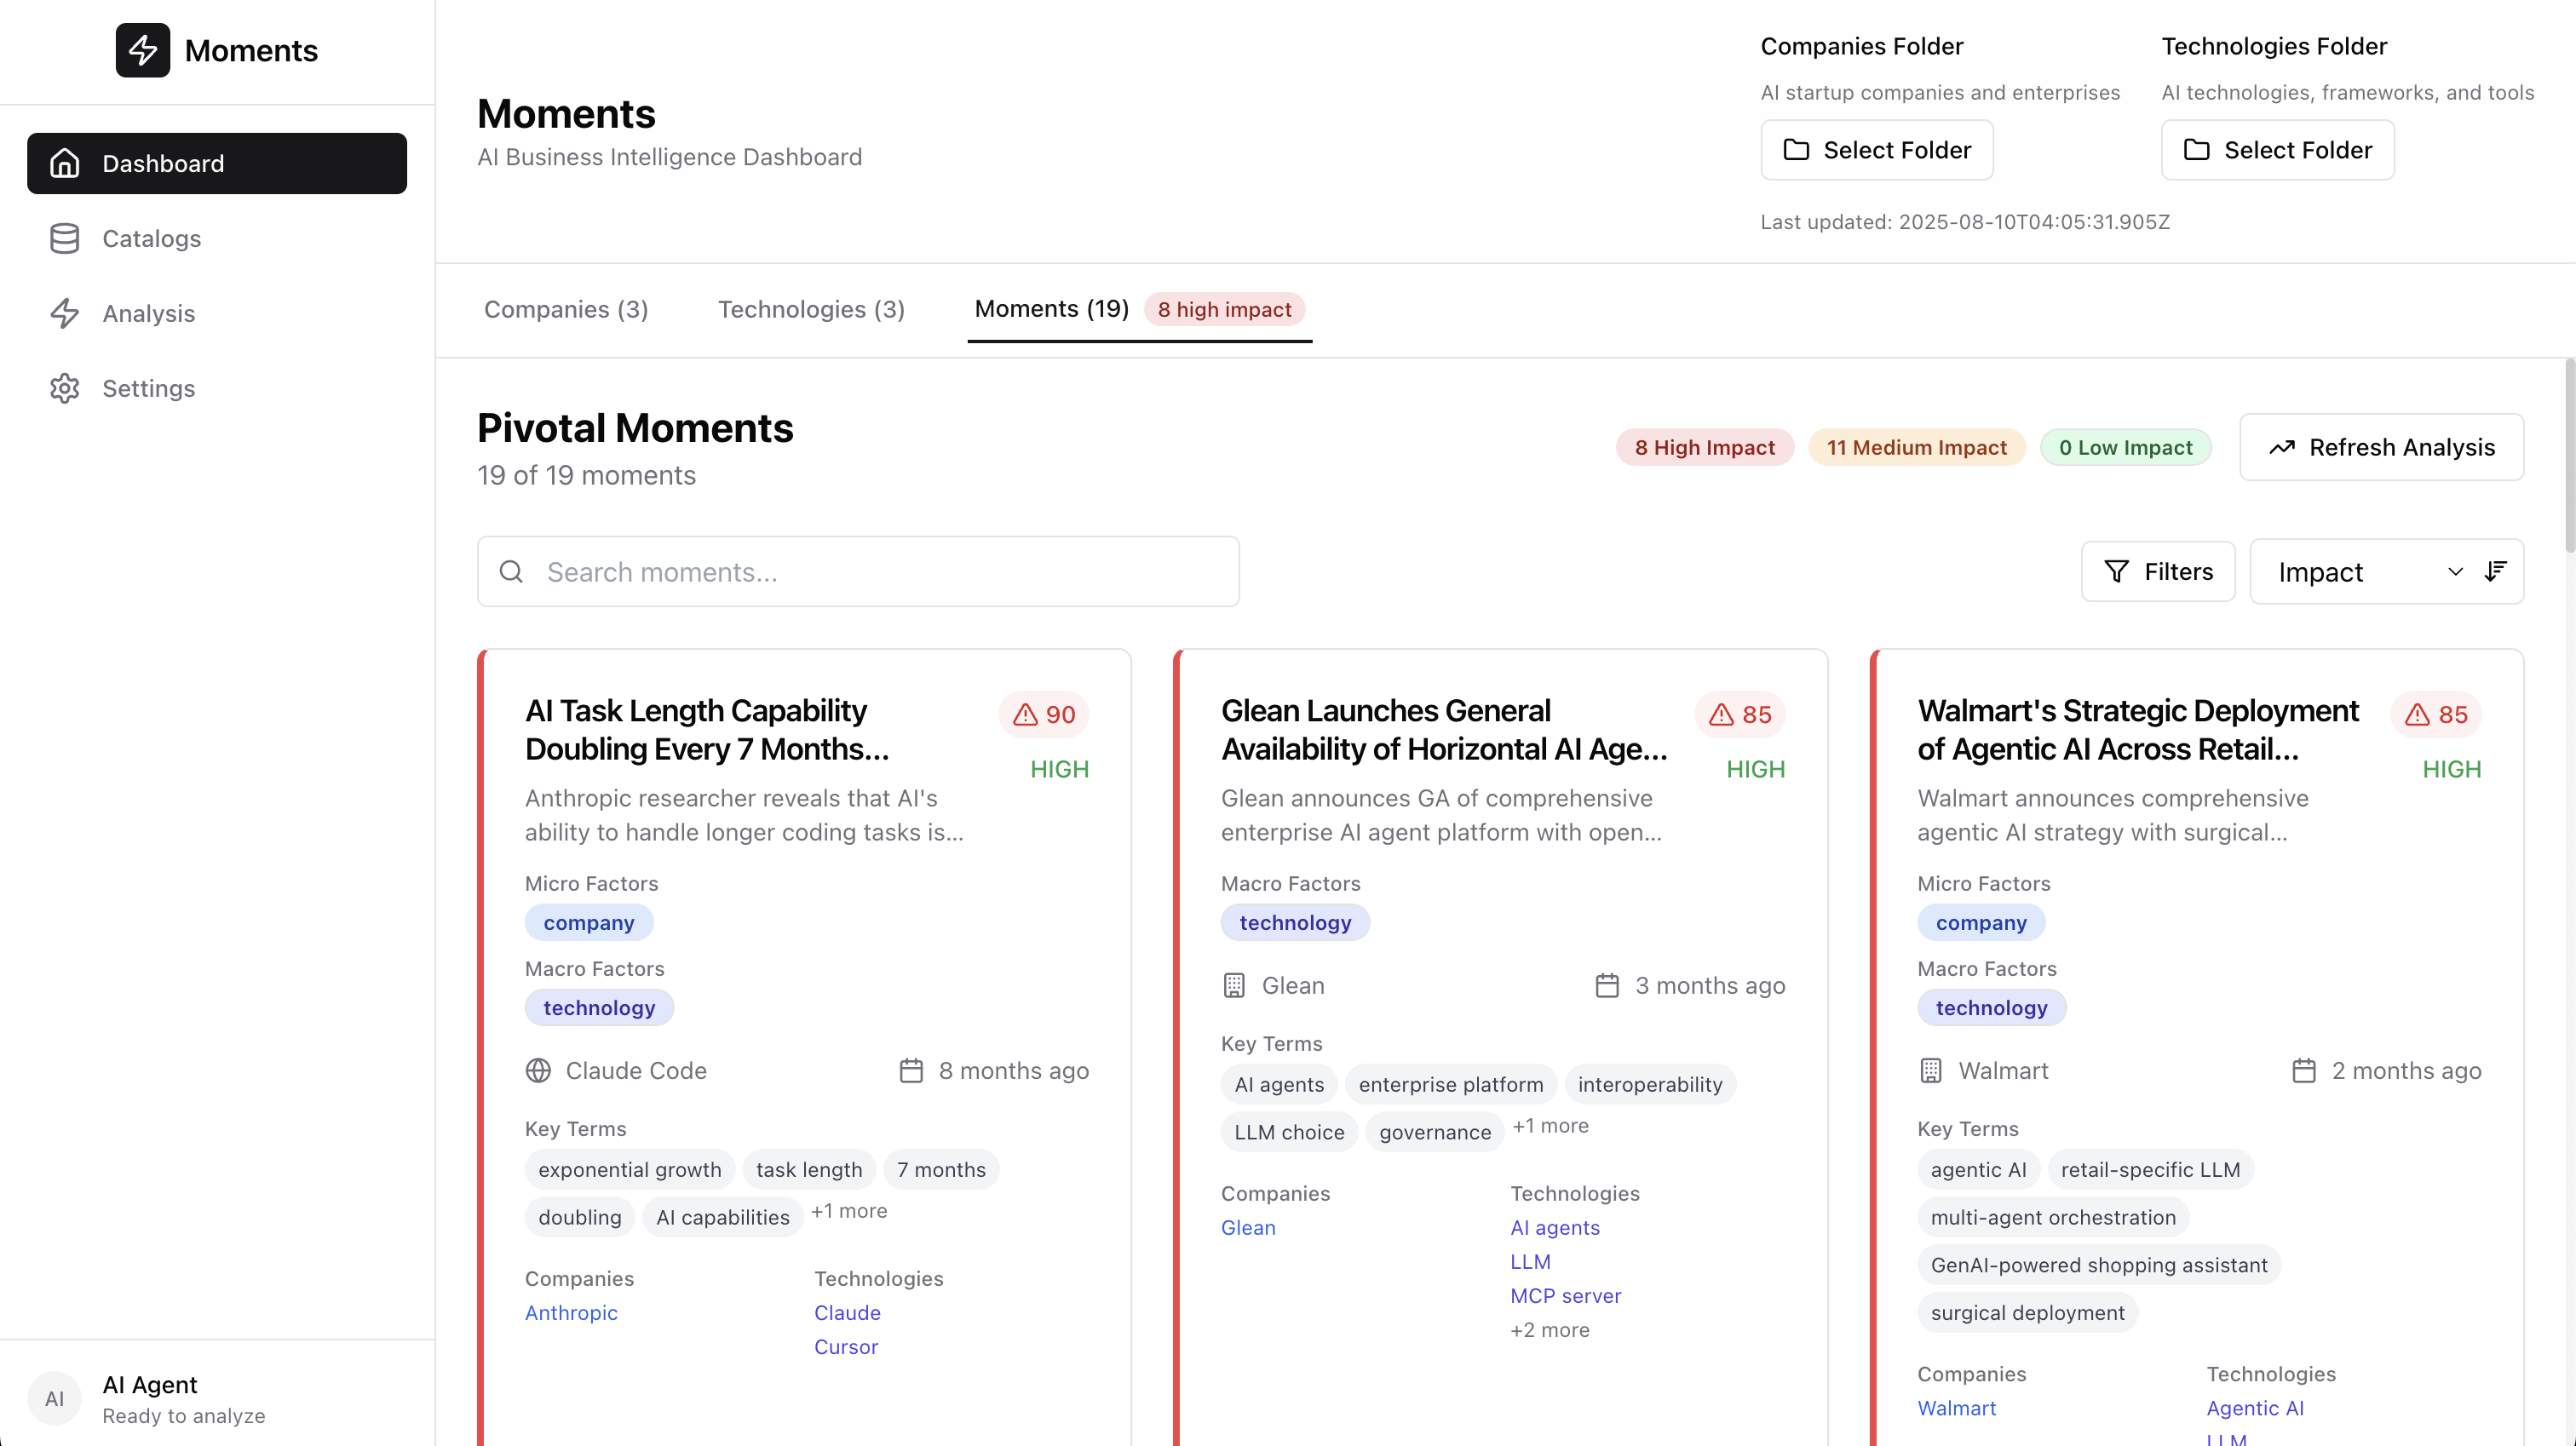 Moments
Dashboard
Catalogs
Analysis
Settings
AI
AI Agent
Ready to analyze
Moments
AI Business Intelligence Dashboard
Companies Folder
AI startup companies and enterprises
Select Folder
Technologies Folder
AI technologies, frameworks, and tools
Select Folder
Last updated: 2025-08-10T04:05:31.905Z
Companies (3)
Technologies (3)
Moments (19)
8 high impact
Pivotal Moments
19 of 19 moments
8 High Impact
11 Medium Impact
0 Low Impact
Refresh Analysis
Search moments...
Filters
Impact
AI Task Length Capability
Doubling Every 7 Months...
90
HIGH
Anthropic researcher reveals that AI's
ability to handle longer coding tasks is...
Micro Factors
company
Macro Factors
technology
Claude Code
8 months ago
Key Terms
exponential growth
task length
7 months
doubling
AI capabilities
+1 more
Companies
Anthropic
Technologies
Claude
Cursor
Glean Launches General
Availability of Horizontal AI Age...
85
HIGH
Glean announces GA of comprehensive
enterprise AI agent platform with open...
Macro Factors
technology
Glean
3 months ago
Key Terms
AI agents
enterprise platform
interoperability
LLM choice
governance
+1 more
Companies
Glean
Technologies
AI agents
LLM
MCP server
+2 more
Walmart's Strategic Deployment
of Agentic AI Across Retail...
85
HIGH
Walmart announces comprehensive
agentic AI strategy with surgical...
Micro Factors
company
Macro Factors
technology
Walmart
2 months ago
Key Terms
agentic AI
retail-specific LLM
multi-agent orchestration
GenAI-powered shopping assistant
surgical deployment
Companies
Walmart
Technologies
Agentic AI
LLM